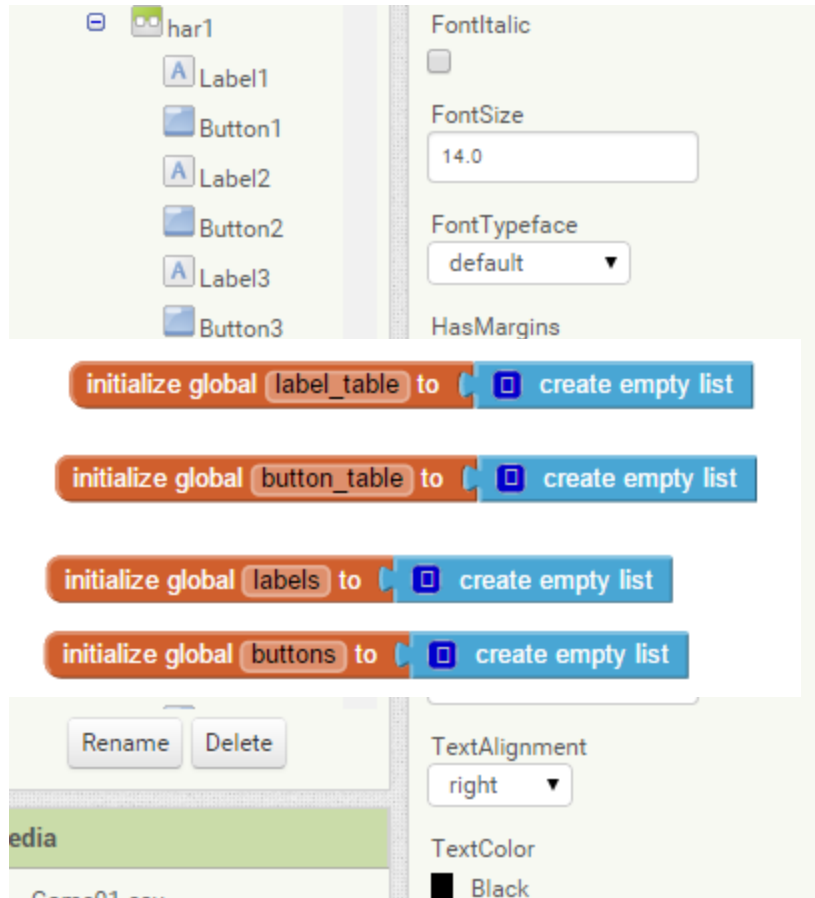 har1
Label1
Button1
Label2
Button2
Label3
Button3
FontItalic
FontSize
14.0
FontTypeface
default
HasMargins
initialize global label_table to create empty list
initialize global button_table to create empty list
initialize global labels to create empty list
initialize global buttons to create empty list
Rename Delete
edia
TextAlignment
right
TextColor
Black